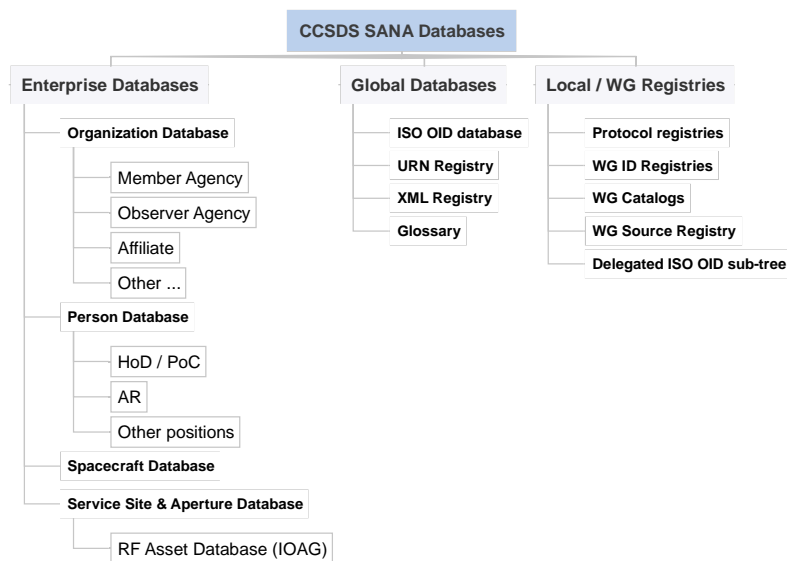 CCSDS SANA Databases
Enterprise Databases
Organization Database
Member Agency
Observer Agency
Affiliate
Other ...
Person Database
HoD / PoC
AR
Other positions
Spacecraft Database
Service Site & Aperture Database
RF Asset Database (IOAG)
Global Databases
ISO OID database
URN Registry
XML Registry
Glossary
Local / WG Registries
Protocol registries
WG ID Registries
WG Catalogs
WG Source Registry
Delegated ISO OID sub-tree